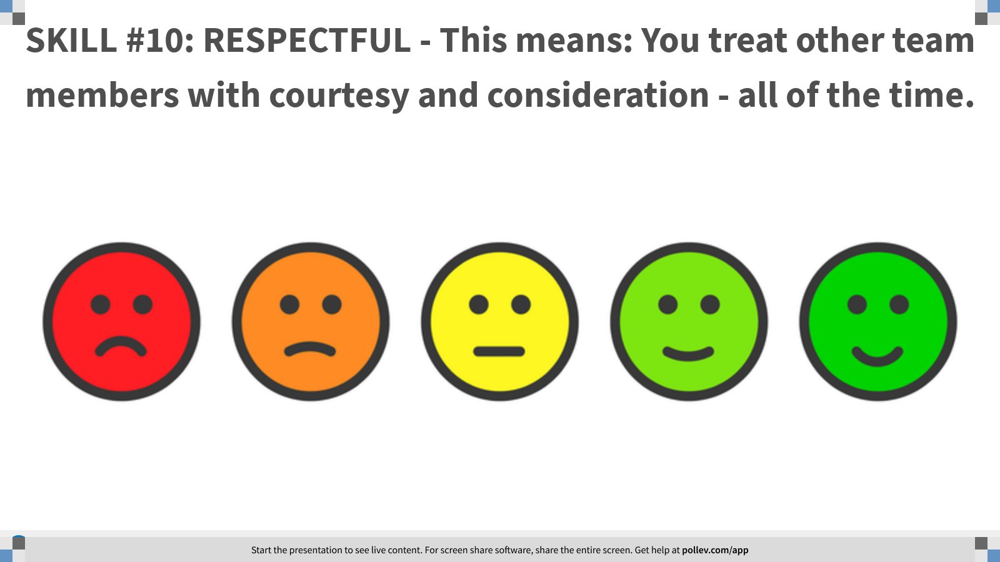 SKILL #10: RESPECTFUL - This means: You treat other team
members with courtesy and consideration - all of the time.
Start the presentation to see live content. For screen share software, share the entire screen. Get help at pollev.com/app